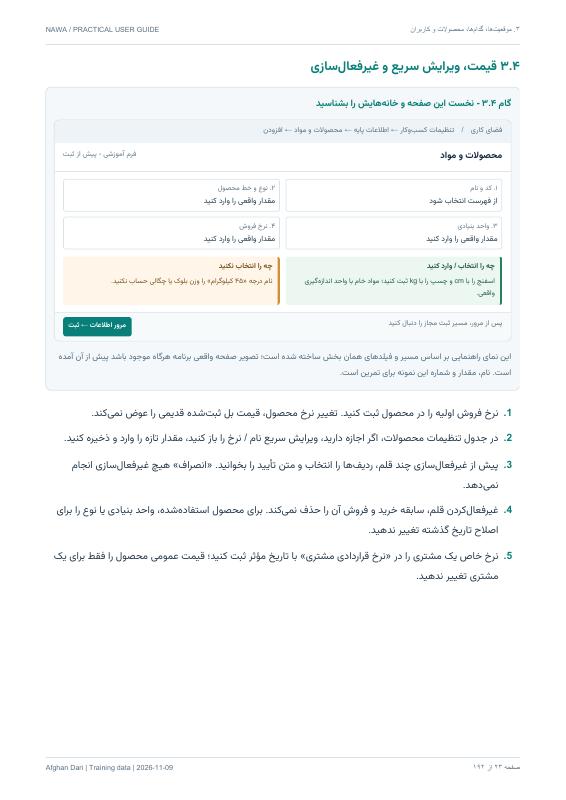 NAWA / PRACTICAL USER GUIDE
۳. موقعیت‌ها، گدام‌ها، محصولات و کاربران
۳.۴ قیمت، ویرایش سریع و غیرفعال‌سازی
گام ۳.۴ - نخست این صفحه و خانه‌هایش را بشناسید
فضای کاری / تنظیمات کسب‌وکار ← اطلاعات پایه ← محصولات و مواد ← افزودن
محصولات و مواد
فرم آموزشی - پیش از ثبت
۱. کد و نام
از فهرست انتخاب شود
۲. نوع و خط محصول
مقدار واقعی را وارد کنید
۳. واحد بنیادی
مقدار واقعی را وارد کنید
۴. نرخ فروش
مقدار واقعی را وارد کنید
چه را انتخاب / وارد کنید
اسفنج را با cm و چسپ را با kg ثبت کنید؛ مواد خام با واحد اندازه‌گیری
واقعی.
چه را انتخاب نکنید
نام درجه «۴۵ کیلوگرام» را وزن بلوک یا چگالی حساب نکنید.
پس از مرور، مسیر ثبت مجاز را دنبال کنید
مرور اطلاعات ← ثبت
این نمای راهنمایی بر اساس مسیر و فیلدهای همان بخش ساخته شده است؛ تصویر صفحه واقعی برنامه هرگاه موجود باشد پیش از آن آمده
است. نام، مقدار و شماره این نمونه برای تمرین است.
1. نرخ فروش اولیه را در محصول ثبت کنید. تغییر نرخ محصول، قیمت بل ثبت‌شده قدیمی را عوض نمی‌کند.
2. در جدول تنظیمات محصولات، اگر اجازه دارید، ویرایش سریع نام / نرخ را باز کنید، مقدار تازه را وارد و ذخیره کنید.
3. پیش از غیرفعال‌سازی چند قلم، ردیف‌ها را انتخاب و متن تأیید را بخوانید. «انصراف» هیچ غیرفعال‌سازی انجام
نمی‌دهد.
4. غیرفعال‌کردن قلم، سابقه خرید و فروش آن را حذف نمی‌کند. برای محصول استفاده‌شده، واحد بنیادی یا نوع را برای
اصلاح تاریخ گذشته تغییر ندهید.
5. نرخ خاص یک مشتری را در «نرخ قراردادی مشتری» با تاریخ مؤثر ثبت کنید؛ قیمت عمومی محصول را فقط برای یک
مشتری تغییر ندهید.
Afghan Dari | Training data | 2026-11-09
صفحه ۲۳ از ۱۹۲